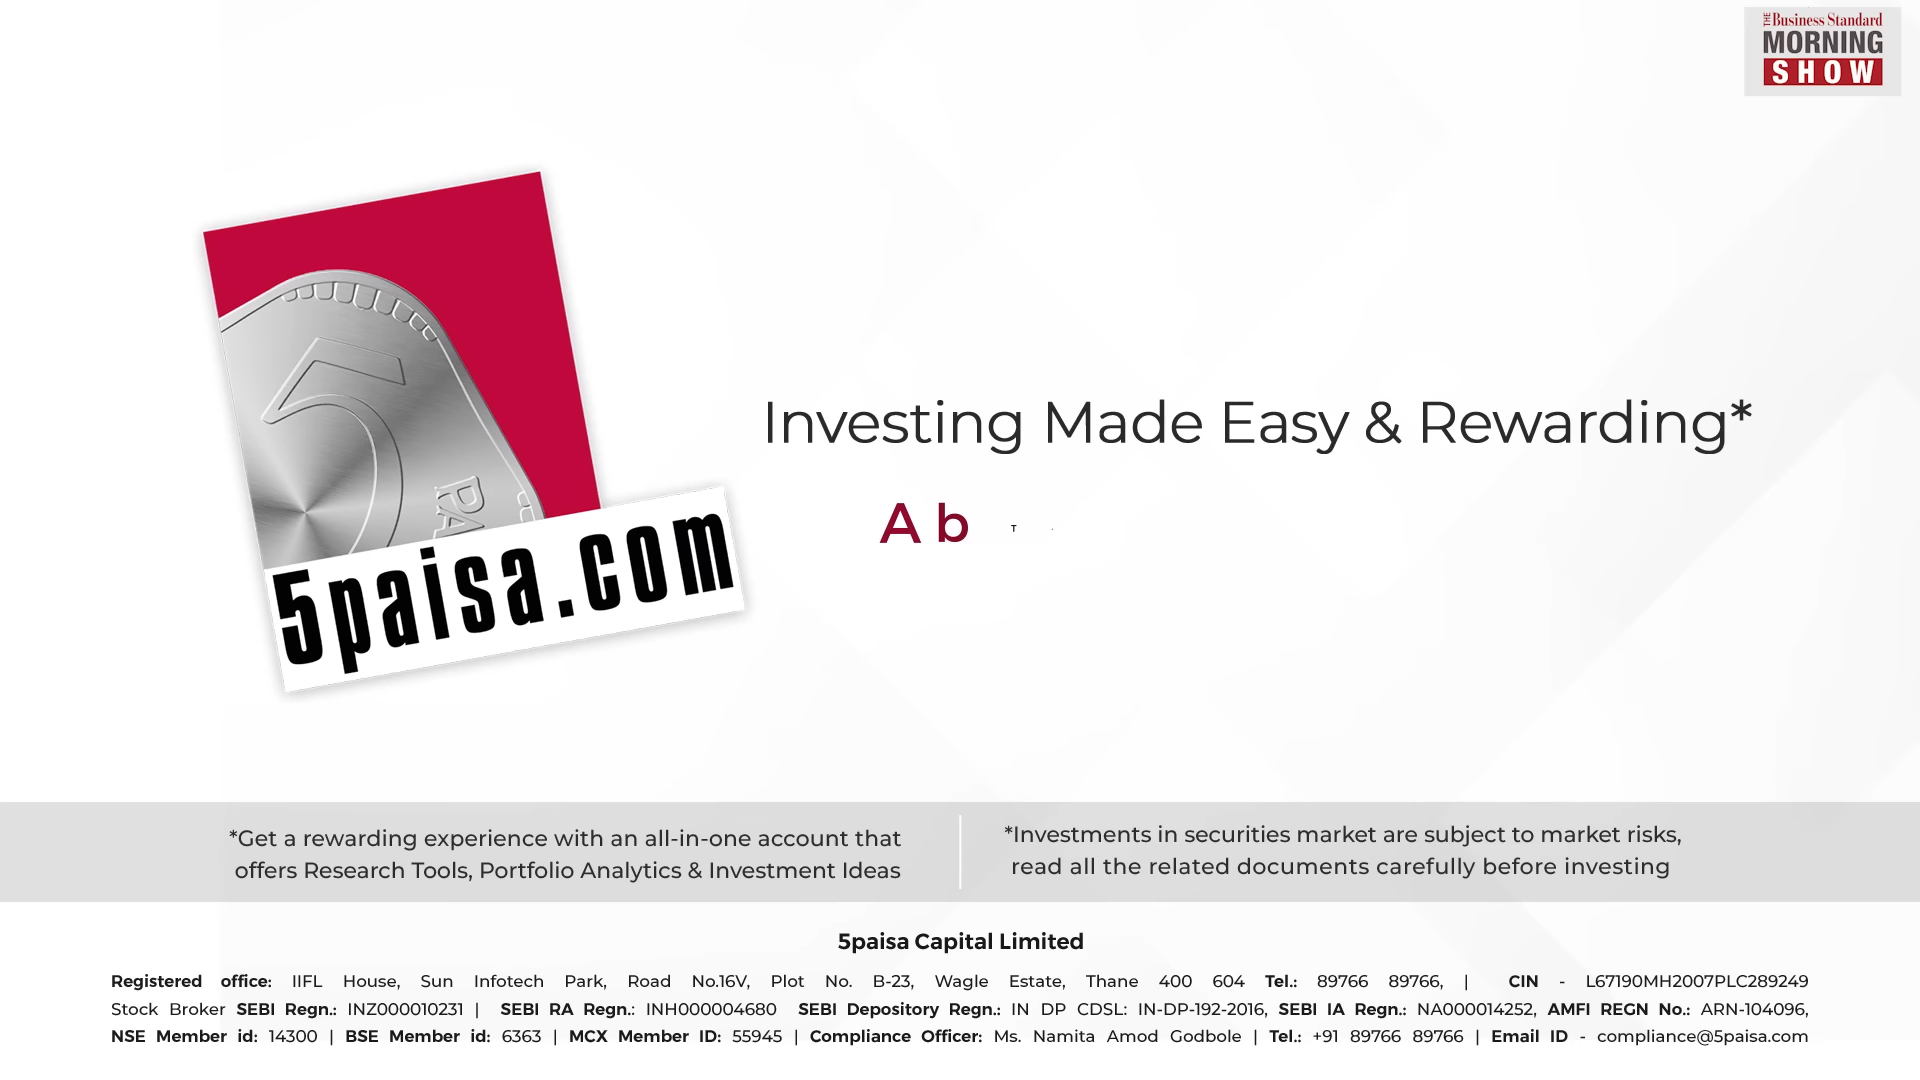 THE Business Standard
MORNING
SHOW
5paisa.com
Investing Made Easy & Rewarding*
A b T
*Get a rewarding experience with an all-in-one account that
offers Research Tools, Portfolio Analytics & Investment Ideas
*Investments in securities market are subject to market risks,
read all the related documents carefully before investing
5paisa Capital Limited
Registered office: IIFL House, Sun Infotech Park, Road No.16V, Plot No. B-23, Wagle Estate, Thane 400 604 Tel.: 89766 89766, | CIN - L67190MH2007PLC289249
Stock Broker SEBI Regn.: INZ000010231 | SEBI RA Regn.: INH000004680 SEBI Depository Regn.: IN DP CDSL: IN-DP-192-2016, SEBI IA Regn.: NA000014252, AMFI REGN No.: ARN-104096,
NSE Member id: 14300 | BSE Member id: 6363 | MCX Member ID: 55945 | Compliance Officer: Ms. Namita Amod Godbole | Tel.: +91 89766 89766 | Email ID - compliance@5paisa.com